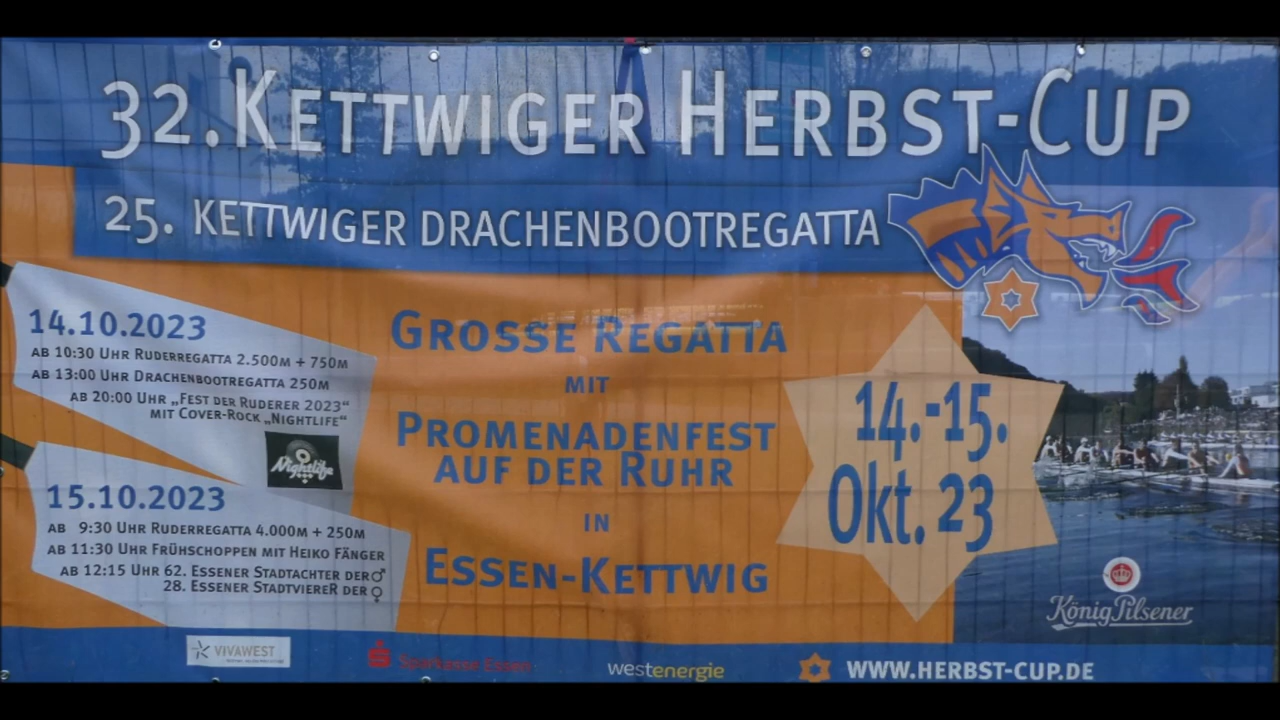 32. KETTWIGER HERBST-CUP
25. KETTWIGER DRACHENBOOTREGATTA
MER
14.10.2023
AB 10:30 UHR RUDERREGATTA 2.500M + 750M
AB 13:00 UHR DRACHENBOOTREGATTA 250M
AB 20:00 UHR „FEST DER RUDERER 2023“
MIT COVER-ROCK „NIGHTLIFE“
Nightlife
15.10.2023
AB 9:30 UHR RUDERREGATTA 4.000M + 250M
AB 11:30 UHR FRÜHSCHOPPEN MIT HEIKO FÄNGER
AB 12:15 UHR 62. ESSENER STADTACHTER DER ♂
28. ESSENER STADTVIERER DER ♀
GROSSE REGATTA
MIT
PROMENADENFEST
AUF DER RUHR
IN
ESSEN-KETTWIG
14.-15.
Okt. 23
König Pilsener
VIVAWEST
Sparkasse Essen
westenergie
WWW.HERBST-CUP.DE